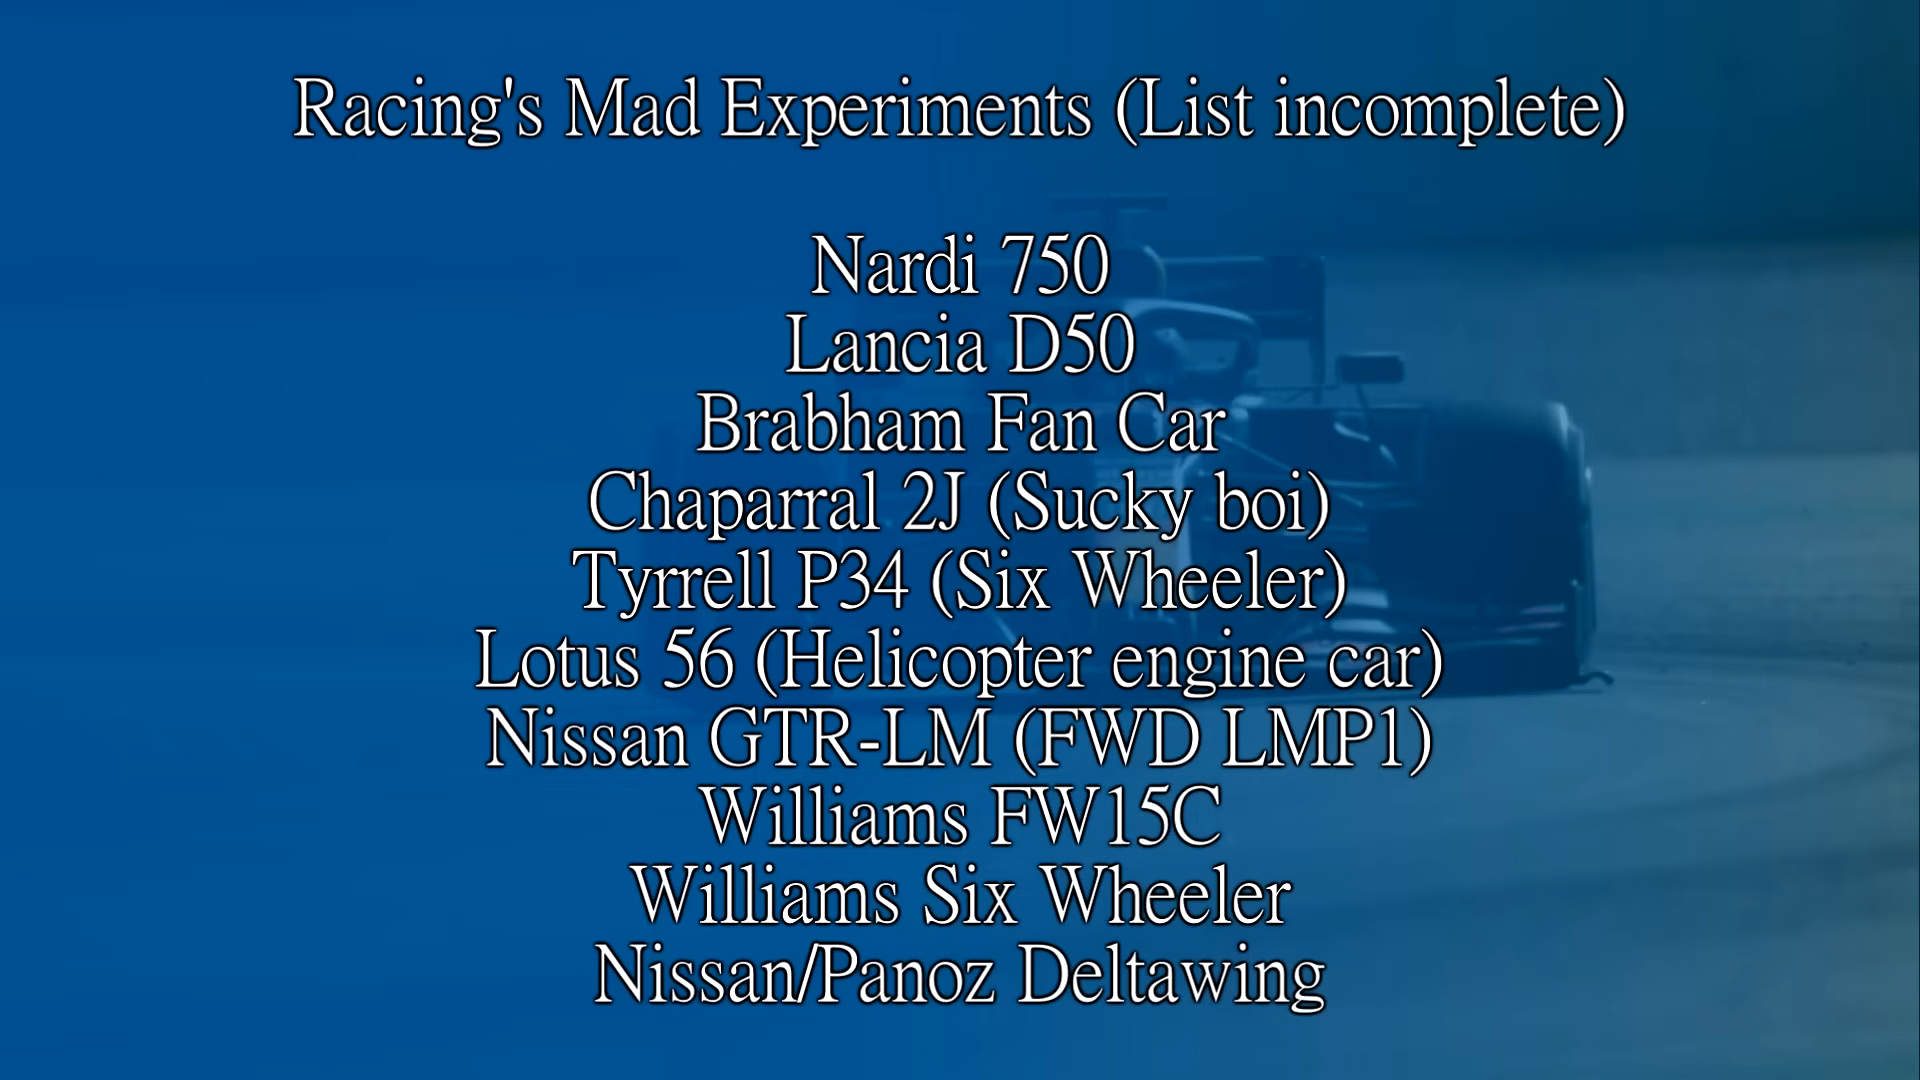 Racing's Mad Experiments (List incomplete)
Nardi 750
Lancia D50
Brabham Fan Car
Chaparral 2J (Sucky boi)
Tyrrell P34 (Six Wheeler)
Lotus 56 (Helicopter engine car)
Nissan GTR-LM (FWD LMP1)
Williams FW15C
Williams Six Wheeler
Nissan/Panoz Deltawing